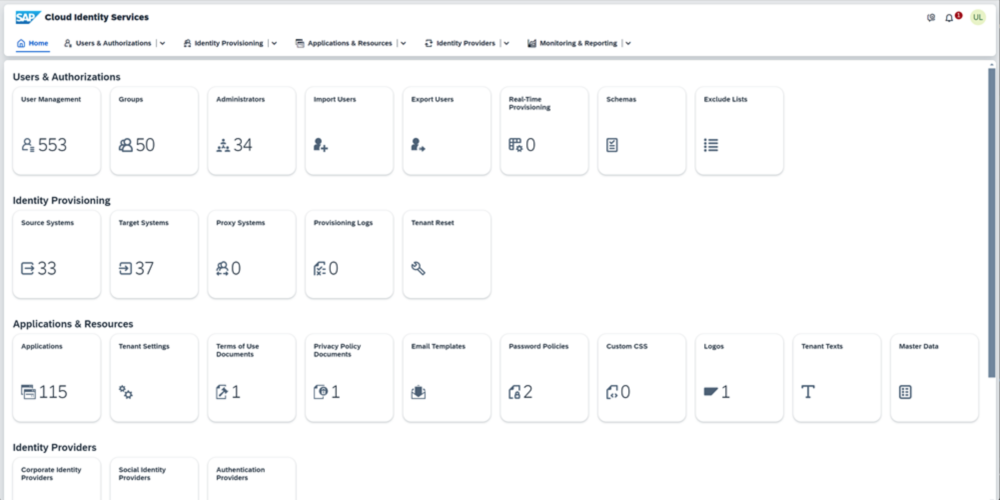 SAP Cloud Identity Services
1
UL
Home
Users & Authorizations
Identity Provisioning
Applications & Resources
Identity Providers
Monitoring & Reporting
Users & Authorizations
User Management
553
Groups
50
Administrators
34
Import Users
Export Users
Real-Time
Provisioning
0
Schemas
Exclude Lists
Identity Provisioning
Source Systems
33
Target Systems
37
Proxy Systems
0
Provisioning Logs
0
Tenant Reset
Applications & Resources
Applications
115
Tenant Settings
Terms of Use
Documents
1
Privacy Policy
Documents
1
Email Templates
Password Policies
2
Custom CSS
0
Logos
1
Tenant Texts
Master Data
Identity Providers
Corporate Identity
Providers
Social Identity
Providers
Authentication
Providers